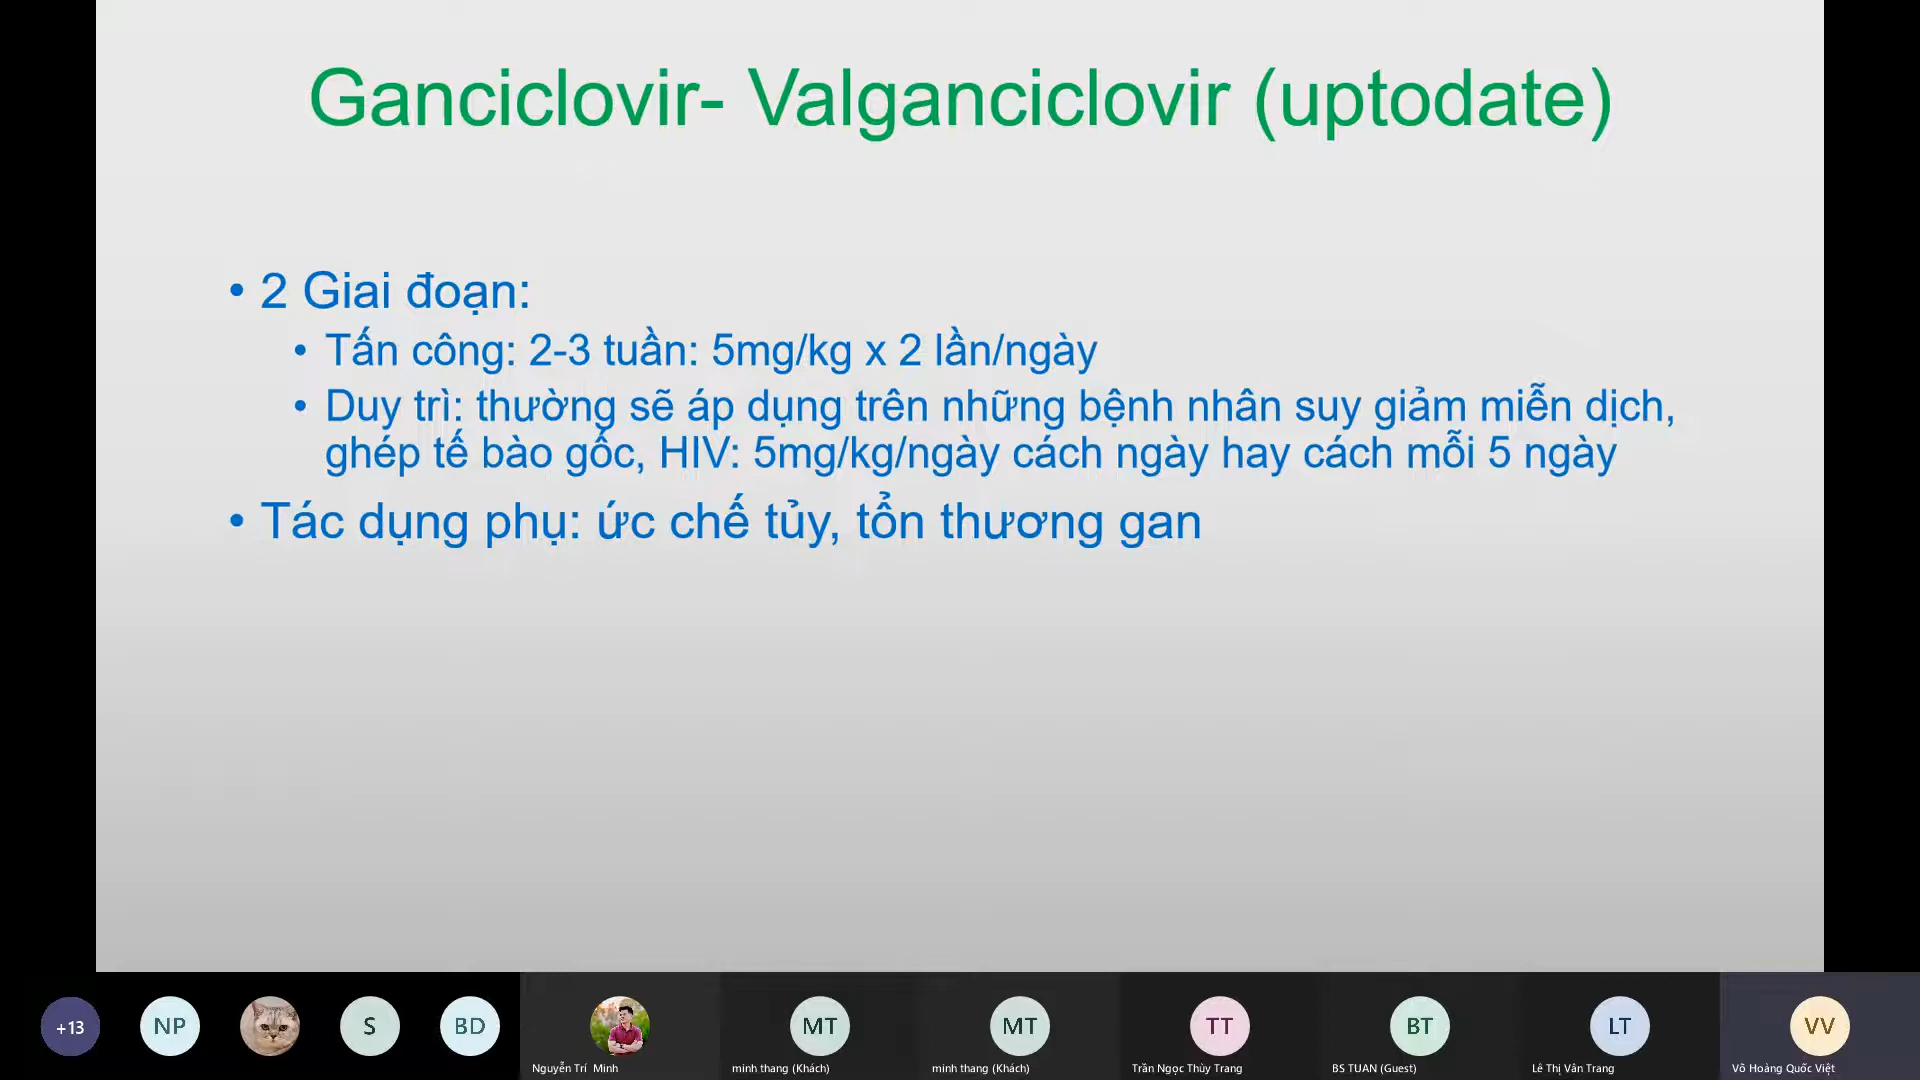 Ganciclovir- Valganciclovir (uptodate)
• 2 Giai đoạn:
• Tấn công: 2-3 tuần: 5mg/kg x 2 lần/ngày
• Duy trì: thường sẽ áp dụng trên những bệnh nhân suy giảm miễn dịch,
ghép tế bào gốc, HIV: 5mg/kg/ngày cách ngày hay cách mỗi 5 ngày
• Tác dụng phụ: ức chế tủy, tổn thương gan
+13 NP S BD MT MT TT BT LT VV
Nguyễn Trí Minh minh thang (Khách) minh thang (Khách) Trần Ngọc Thùy Trang BS TUAN (Guest) Lê Thị Vân Trang Võ Hoàng Quốc Việt